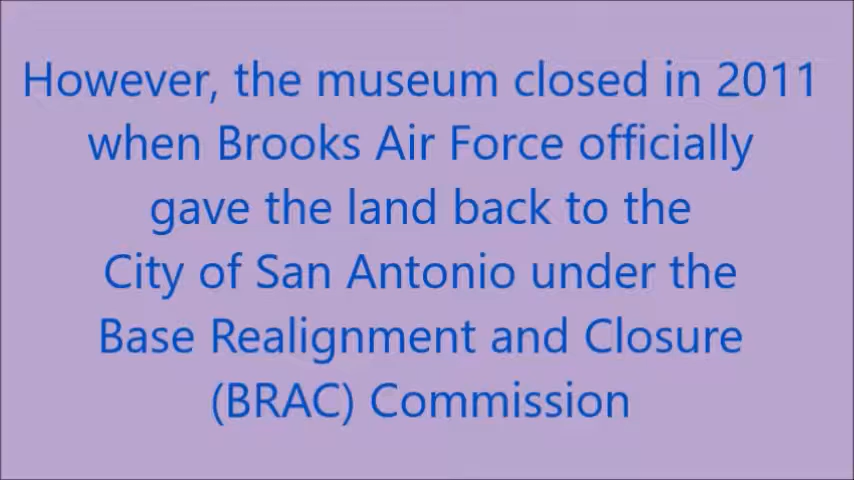 However, the museum closed in 2011
when Brooks Air Force officially
gave the land back to the
City of San Antonio under the
Base Realignment and Closure
(BRAC) Commission